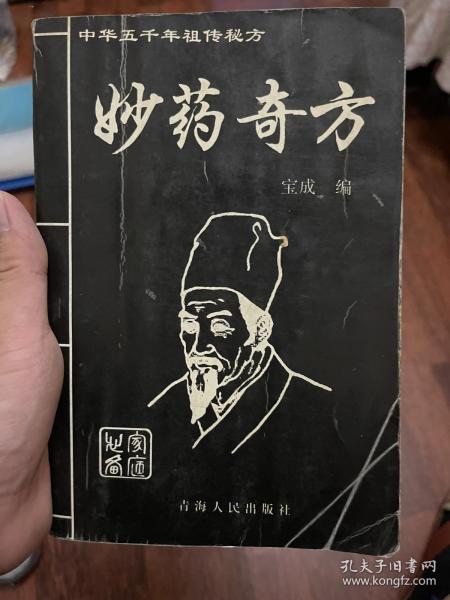 中华五千年祖传秘方
妙药奇方
宝成 编
家庭
必备
青海人民出版社
孔夫子旧书网
www.kongfz.com